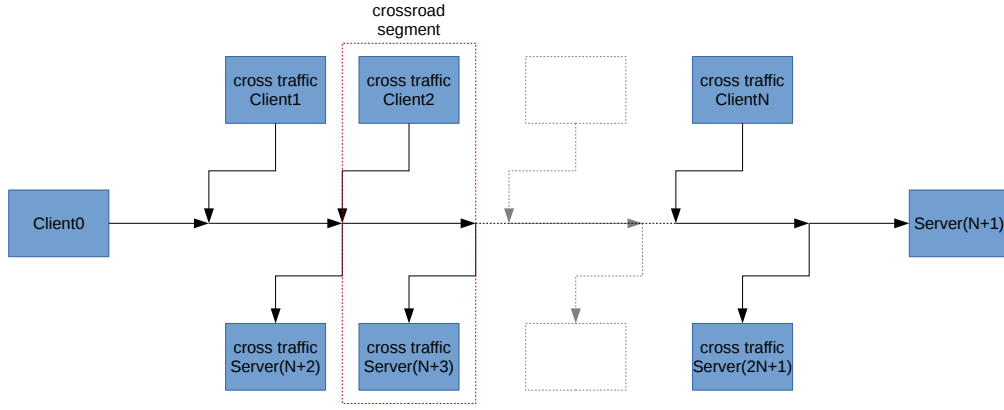 crossroad
segment
cross traffic
Client1
cross traffic
Client2
cross traffic
ClientN
Client0
Server(N+1)
cross traffic
Server(N+2)
cross traffic
Server(N+3)
cross traffic
Server(2N+1)